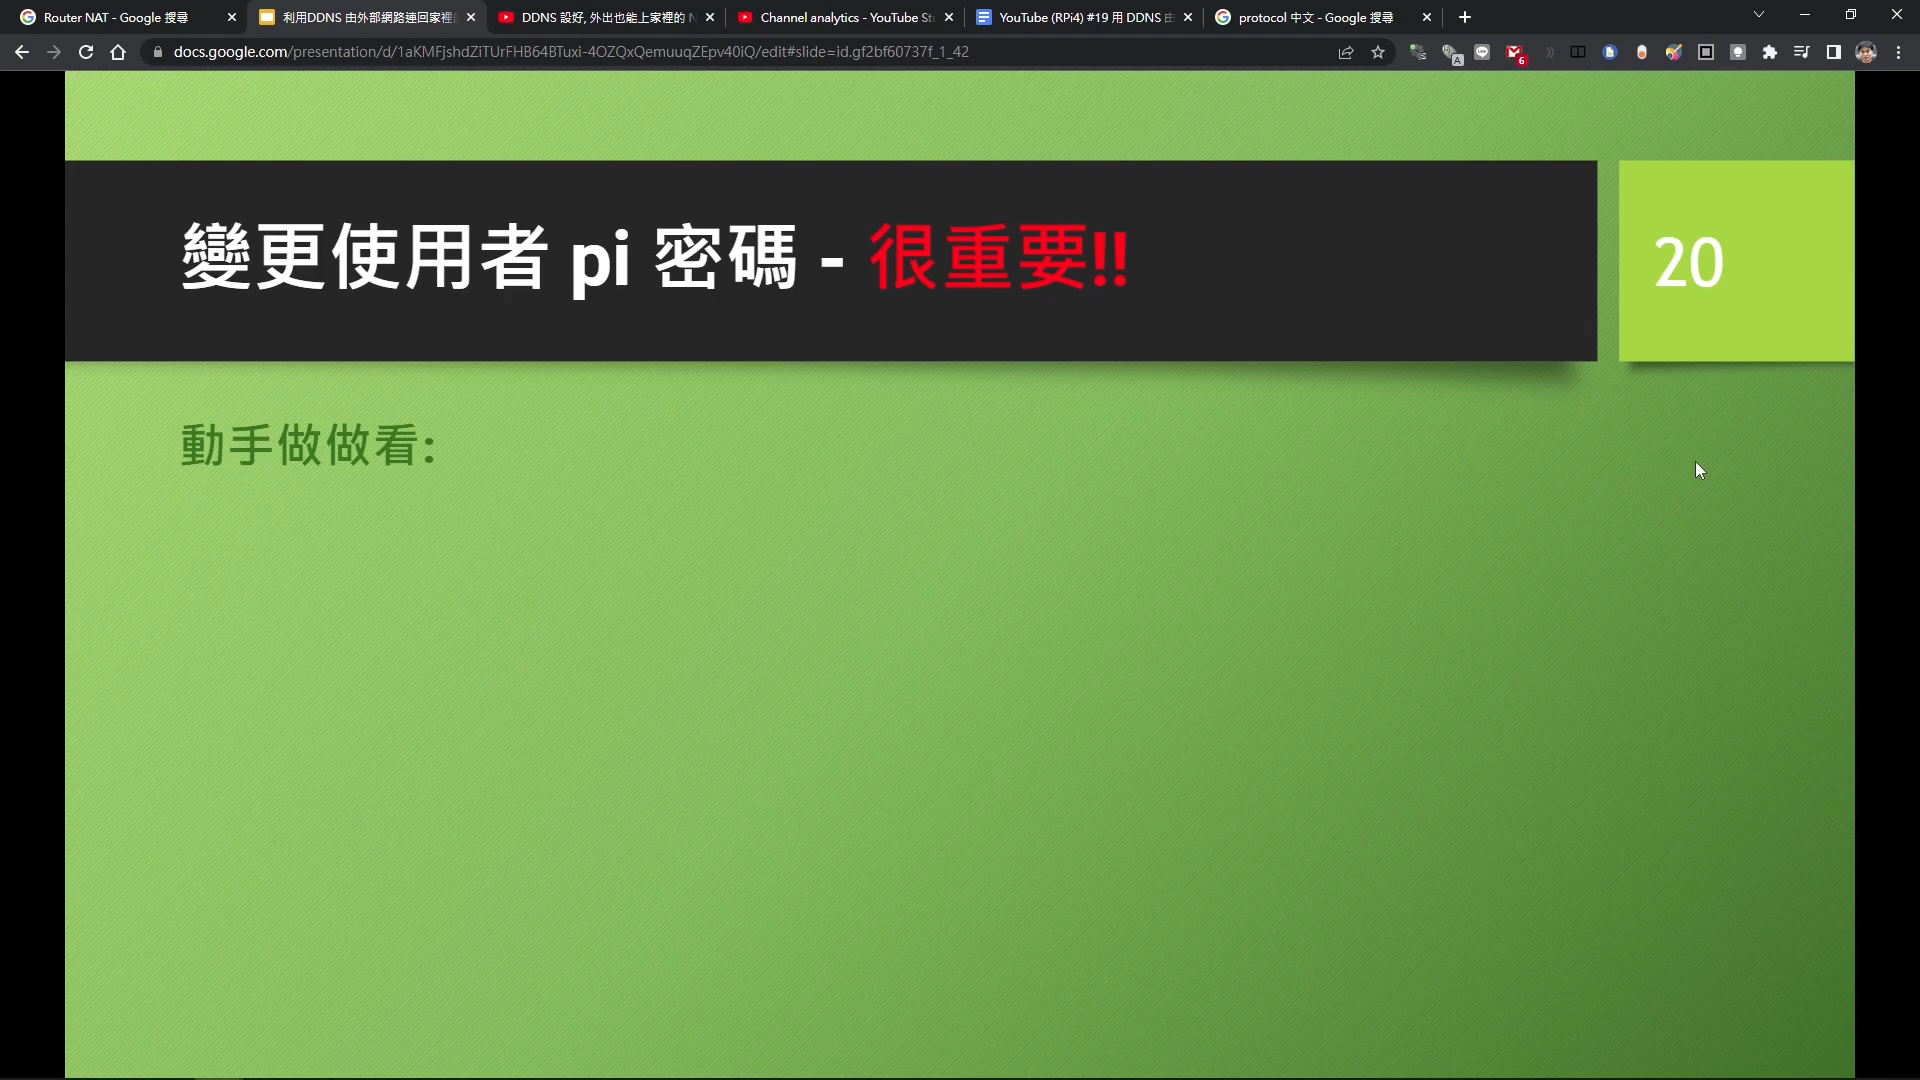 Router NAT - Google 搜尋
利用DDNS 由外部網路連回家裡
DDNS 設好, 外出也能上家裡的
Channel analytics - YouTube St
YouTube (RPi4) #19 用 DDNS 由
protocol 中文 - Google 搜尋
docs.google.com/presentation/d/1aKMFjshdZiTUrFHB64BTuxi-4OZQxQemuuqZEpv40iQ/edit#slide=id.gf2bf60737f_1_42
A
6
變更使用者 pi 密碼 - 很重要!!
20
動手做做看: